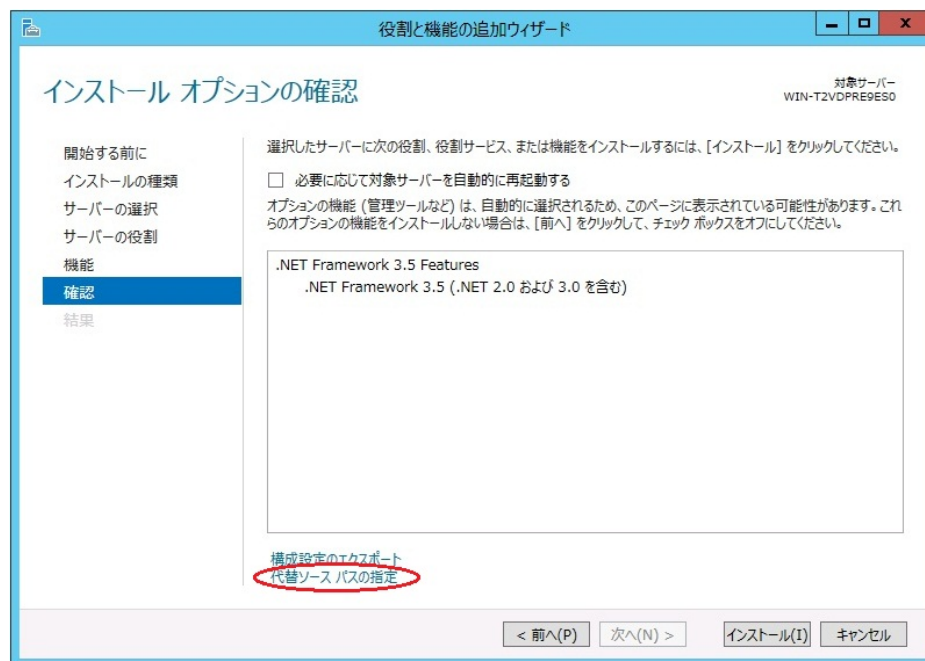 役割と機能の追加ウィザード
インストール オプションの確認
対象サーバー
WIN-T2VDPRE9ES0
開始する前に
インストールの種類
サーバーの選択
サーバーの役割
機能
確認
結果
選択したサーバーに次の役割、役割サービス、または機能をインストールするには、[インストール] をクリックしてください。
必要に応じて対象サーバーを自動的に再起動する
オプションの機能 (管理ツールなど) は、自動的に選択されるため、このページに表示されている可能性があります。これ
らのオプションの機能をインストールしない場合は、[前へ] をクリックして、チェック ボックスをオフにしてください。
.NET Framework 3.5 Features
.NET Framework 3.5 (.NET 2.0 および 3.0 を含む)
構成設定のエクスポート
代替ソース パスの指定
< 前へ(P)
次へ(N) >
インストール(I)
キャンセル